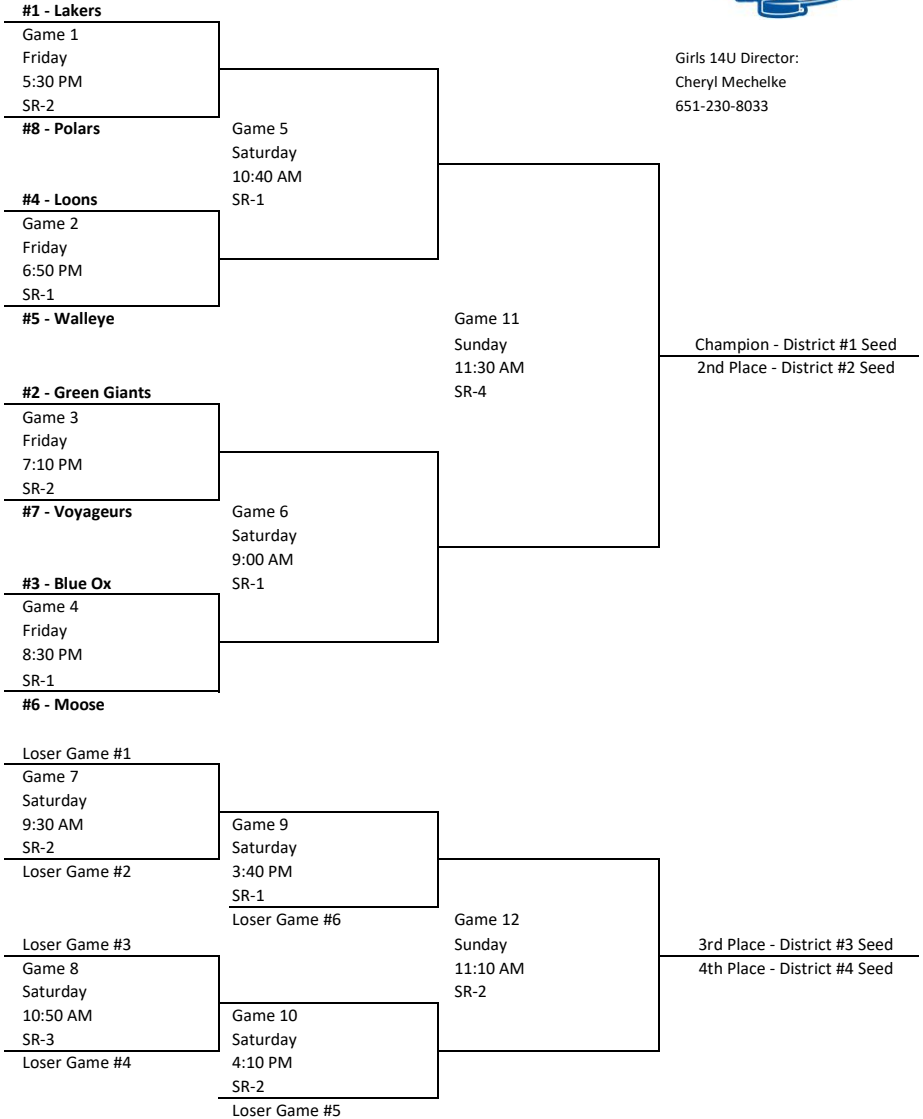 #1 - Lakers
Game 1
Friday
5:30 PM
SR-2
#8 - Polars
Girls 14U Director:
Cheryl Mechelke
651-230-8033
Game 5
Saturday
10:40 AM
SR-1
#4 - Loons
Game 2
Friday
6:50 PM
SR-1
#5 - Walleye
Game 11
Sunday
11:30 AM
SR-4
Champion - District #1 Seed
2nd Place - District #2 Seed
#2 - Green Giants
Game 3
Friday
7:10 PM
SR-2
#7 - Voyageurs
Game 6
Saturday
9:00 AM
SR-1
#3 - Blue Ox
Game 4
Friday
8:30 PM
SR-1
#6 - Moose
Loser Game #1
Game 7
Saturday
9:30 AM
SR-2
Loser Game #2
Game 9
Saturday
3:40 PM
SR-1
Loser Game #6
Loser Game #3
Game 8
Saturday
10:50 AM
SR-3
Loser Game #4
Game 12
Sunday
11:10 AM
SR-2
3rd Place - District #3 Seed
4th Place - District #4 Seed
Game 10
Saturday
4:10 PM
SR-2
Loser Game #5